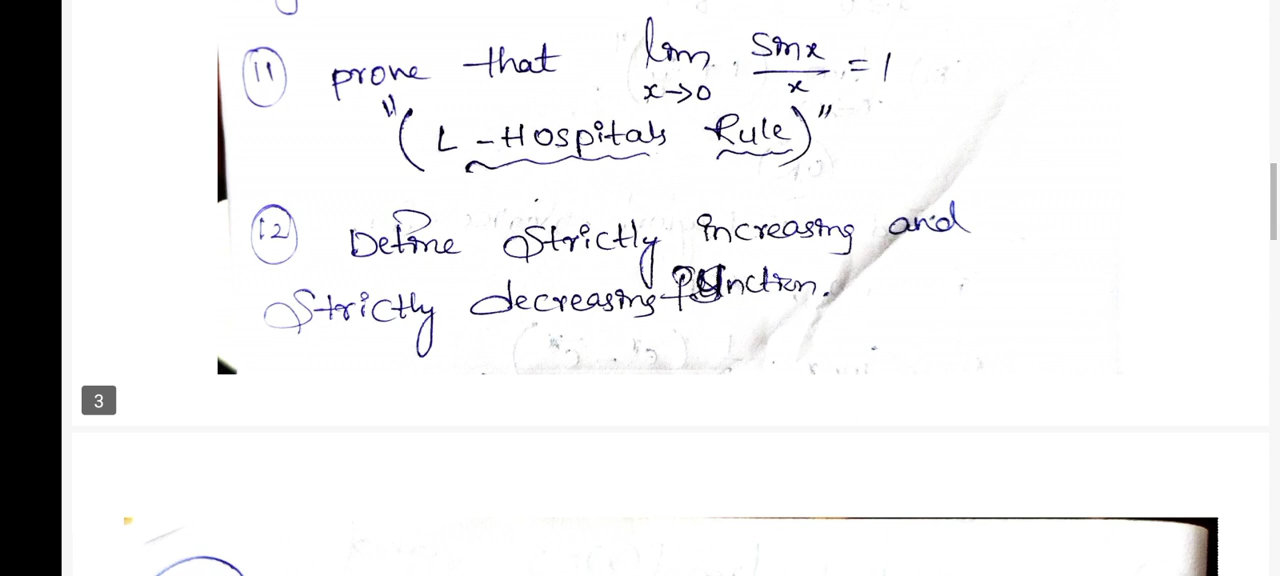 11 prove that lim x→0 sinx/x = 1
"(L-Hospitals Rule)"
12 Define Strictly increasing and
Strictly decreasing function.
3